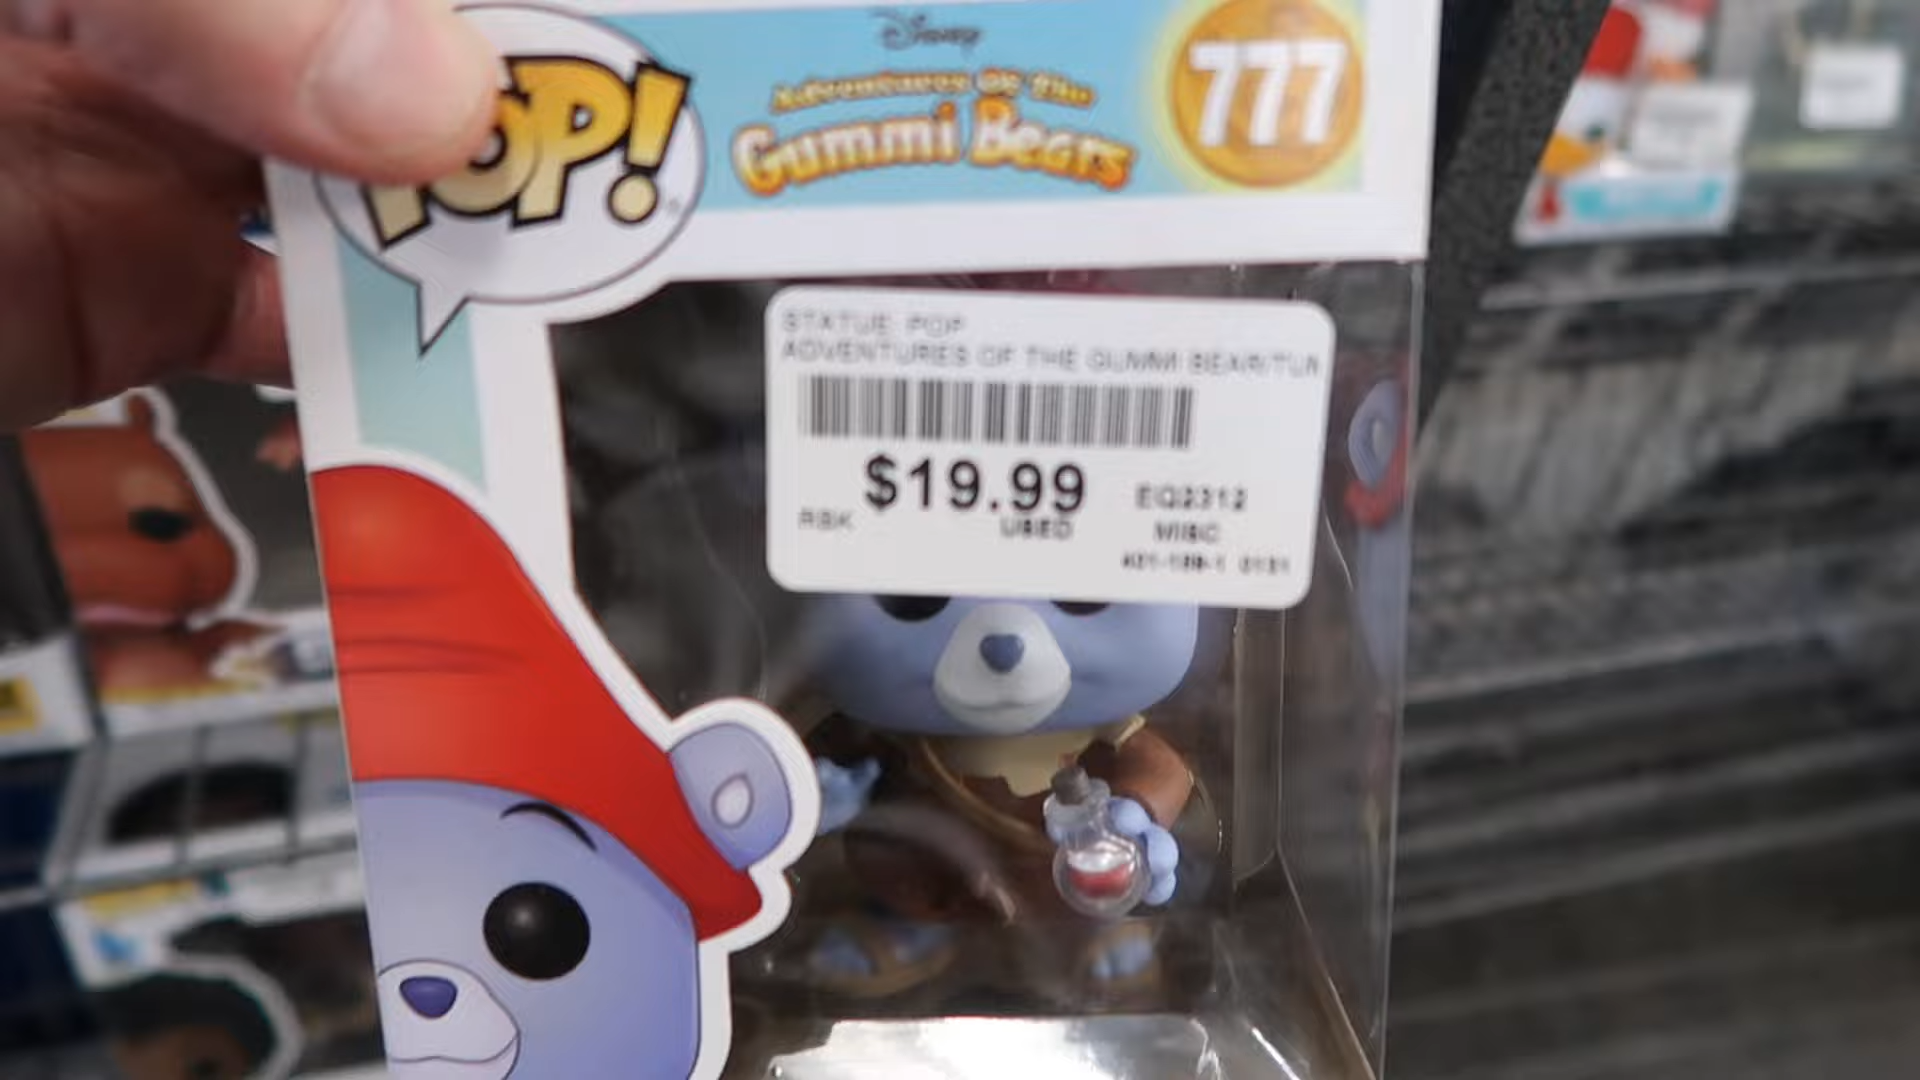 POP!
Disney
Adventures Of The
Gummi Bears
777
STATUE: POP
ADVENTURES OF THE GUMMI BEAR/TUM
$19.99
RBK
USED
EQ2312
MISC